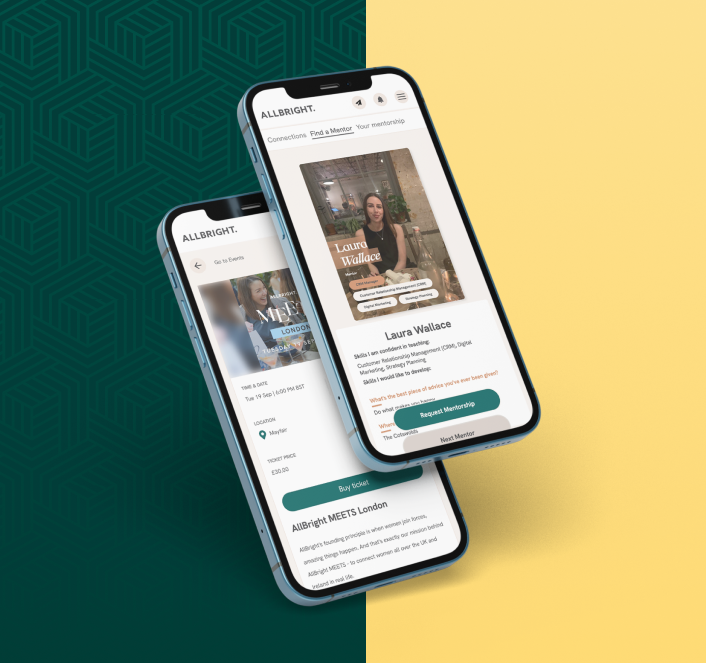 ALLBRIGHT.
Connections Find a Mentor Your mentorship
Laura
Wallace
Mentor
CRM Manager
Customer Relationship Management (CRM)
Digital Marketing Strategy Planning
Laura Wallace
Skills I am confident in teaching:
Customer Relationship Management (CRM), Digital
Marketing, Strategy Planning
Skills I would like to develop:
What's the best piece of advice you've ever been given?
Do what makes you happy
Request Mentorship
Where
The Cotswolds
Next Mentor
ALLBRIGHT.
Go to Events
ALLBRIGHT
MEET
LONDON
TUESDAY 19 SEP
TIME & DATE
Tue 19 Sep | 6:00 PM BST
LOCATION
Mayfair
TICKET PRICE
£30.00
Buy ticket
AllBright MEETS London
AllBright's founding principle is when women join forces,
amazing things happen. And that's exactly our mission behind
AllBright MEETS - to connect women all over the UK and
Ireland in real life.